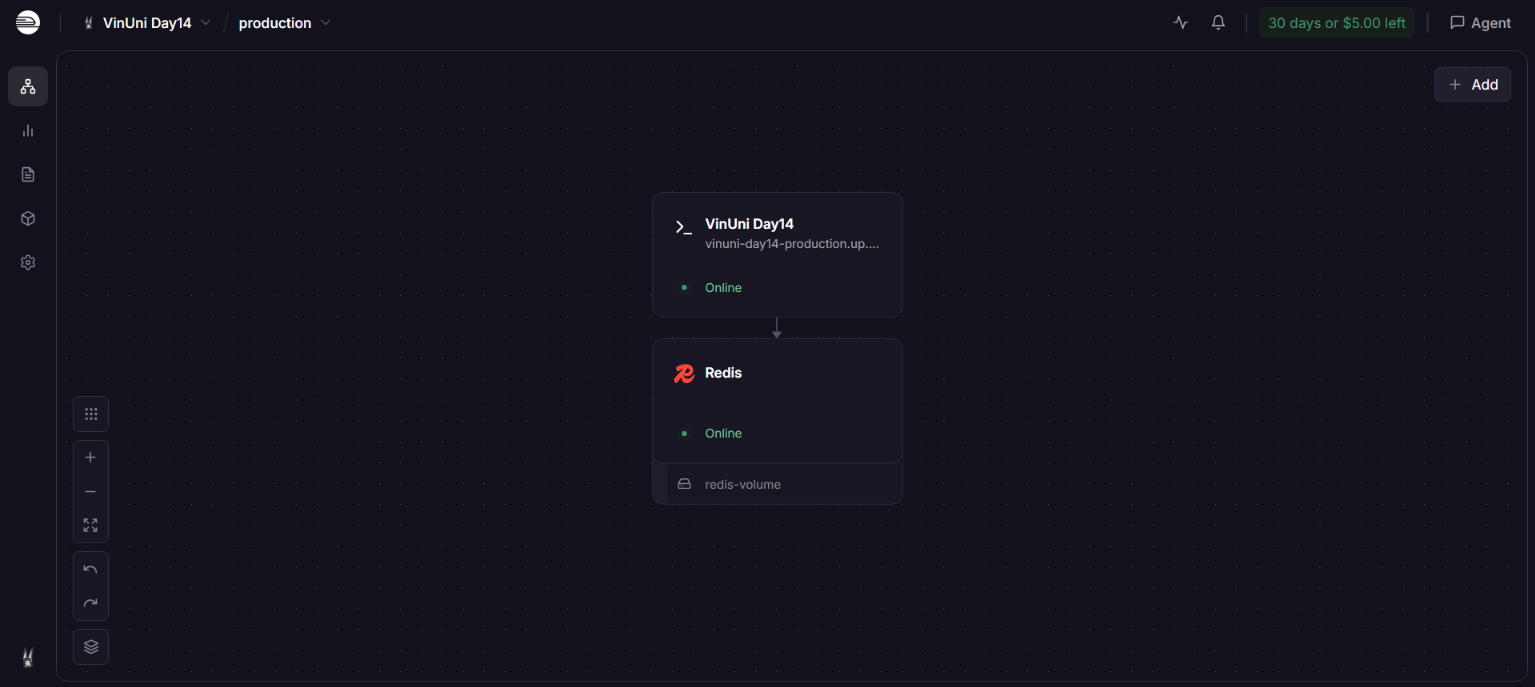 VinUni Day14
production
30 days or $5.00 left
Agent
Add
VinUni Day14
vinuni-day14-production.up....
Online
Redis
Online
redis-volume